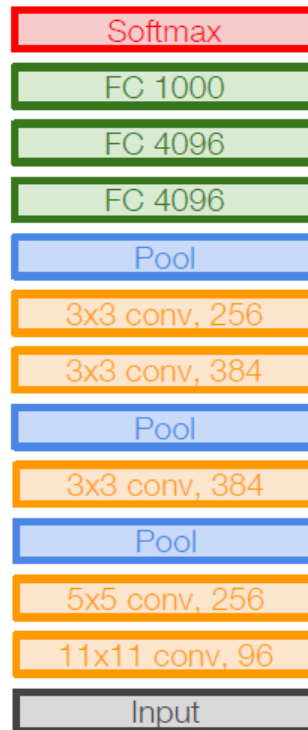 Softmax
FC 1000
FC 4096
FC 4096
Pool
3x3 conv, 256
3x3 conv, 384
Pool
3x3 conv, 384
Pool
5x5 conv, 256
11x11 conv, 96
Input